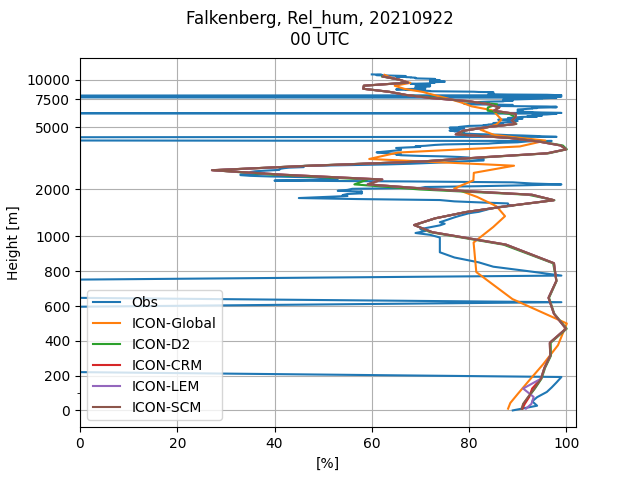 Falkenberg, Rel_hum, 20210922
00 UTC
10000
7500
5000
2000
1000
800
600
400
200
0
Height [m]
Obs
ICON-Global
ICON-D2
ICON-CRM
ICON-LEM
ICON-SCM
0 20 40 60 80 100
[%]